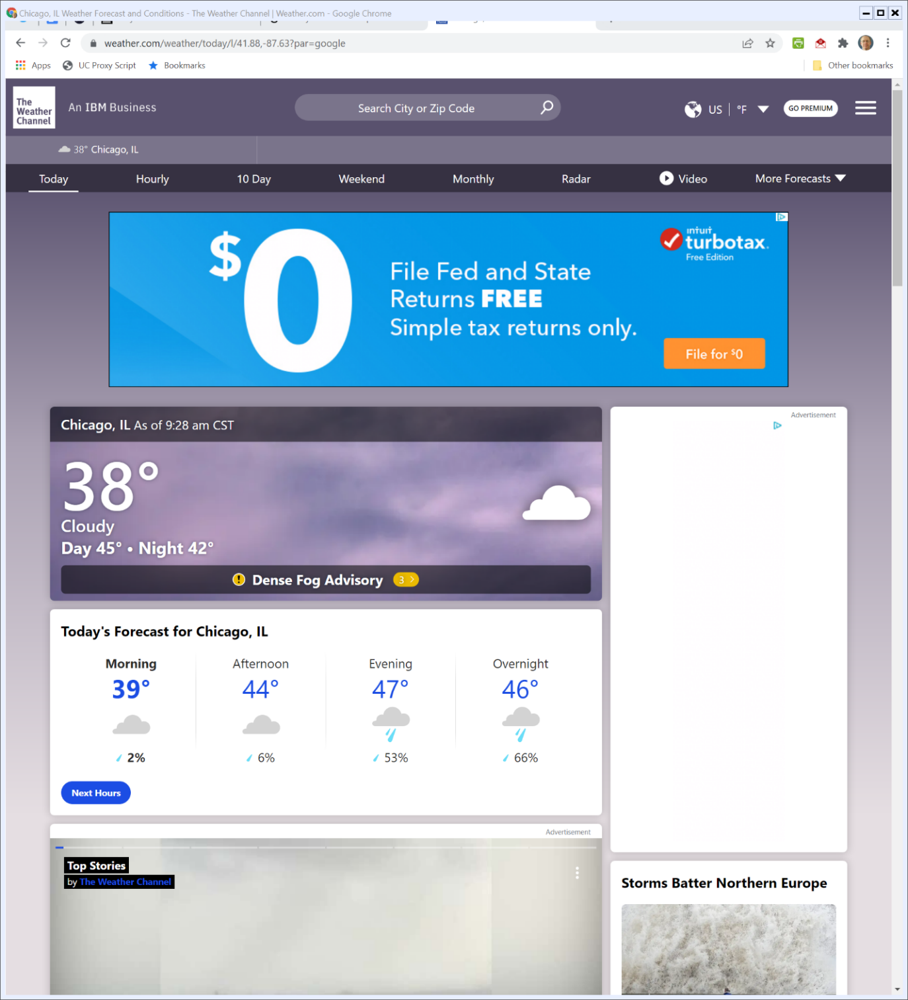 Chicago, IL Weather Forecast and Conditions - The Weather Channel | Weather.com - Google Chrome
weather.com/weather/today/l/41.88,-87.63?par=google
Apps UC Proxy Script Bookmarks Other bookmarks
The
Weather
Channel
An IBM Business
Search City or Zip Code
US | °F
GO PREMIUM
38° Chicago, IL
Today Hourly 10 Day Weekend Monthly Radar Video More Forecasts
$0
File Fed and State
Returns FREE
Simple tax returns only.
intuit
turbotax.
Free Edition
File for $0
Chicago, IL As of 9:28 am CST
38°
Cloudy
Day 45° • Night 42°
Dense Fog Advisory 3 >
Advertisement
Today's Forecast for Chicago, IL
Morning Afternoon Evening Overnight
39° 44° 47° 46°
2% 6% 53% 66%
Next Hours
Advertisement
Top Stories
by The Weather Channel
Storms Batter Northern Europe